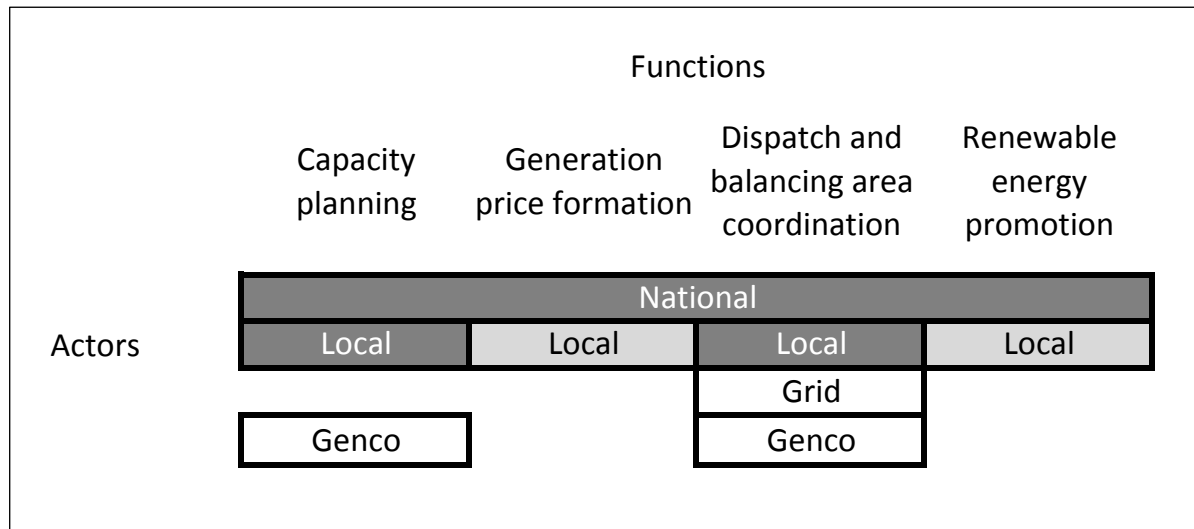 Functions
Capacity
planning
Generation
price formation
Dispatch and
balancing area
coordination
Renewable
energy
promotion
National
Actors
Local
Local
Local
Local
Grid
Genco
Genco